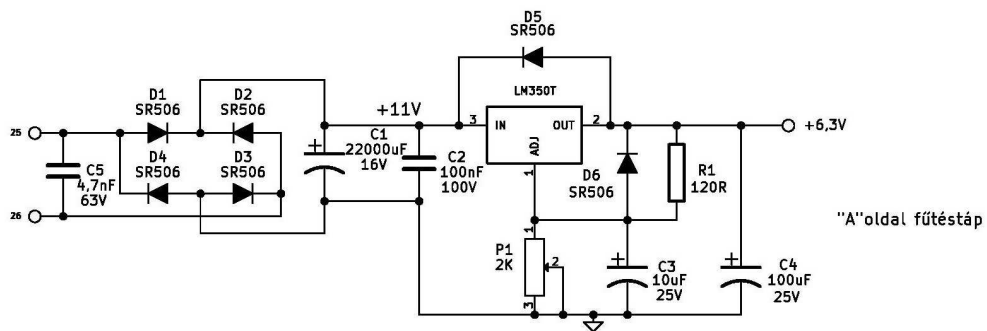 D5
SR506
LM350T
D1
SR506
D2
SR506
+11V
3
IN
OUT
2
+6,3V
25
C1
22000uF
16V
ADJ
D4
SR506
D3
SR506
C5
4,7nF
63V
C2
100nF
100V
1
D6
SR506
R1
120R
26
"A"oldal fűtéstáp
1
P1
2K
2
3
C3
10uF
25V
C4
100uF
25V